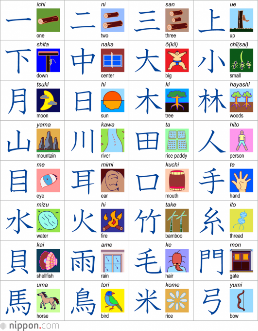 一 ichi one 二 ni two 三 san three 上 ue up
下 shita down 中 naka center 大 ō(kii) big 小 chi(isai) small
月 tsuki moon 日 hi sun 木 ki tree 林 hayashi woods
山 yama mountain 川 kawa river 田 ta rice paddy 人 hito person
目 me eye 耳 mimi ear 口 kuchi mouth 手 te hand
水 mizu water 火 hi fire 竹 take bamboo 糸 ito thread
貝 kai shellfish 雨 ame rain 毛 ke hair 門 mon gate
馬 uma horse 鳥 tori bird 米 kome rice 弓 yumi bow
nippon.com